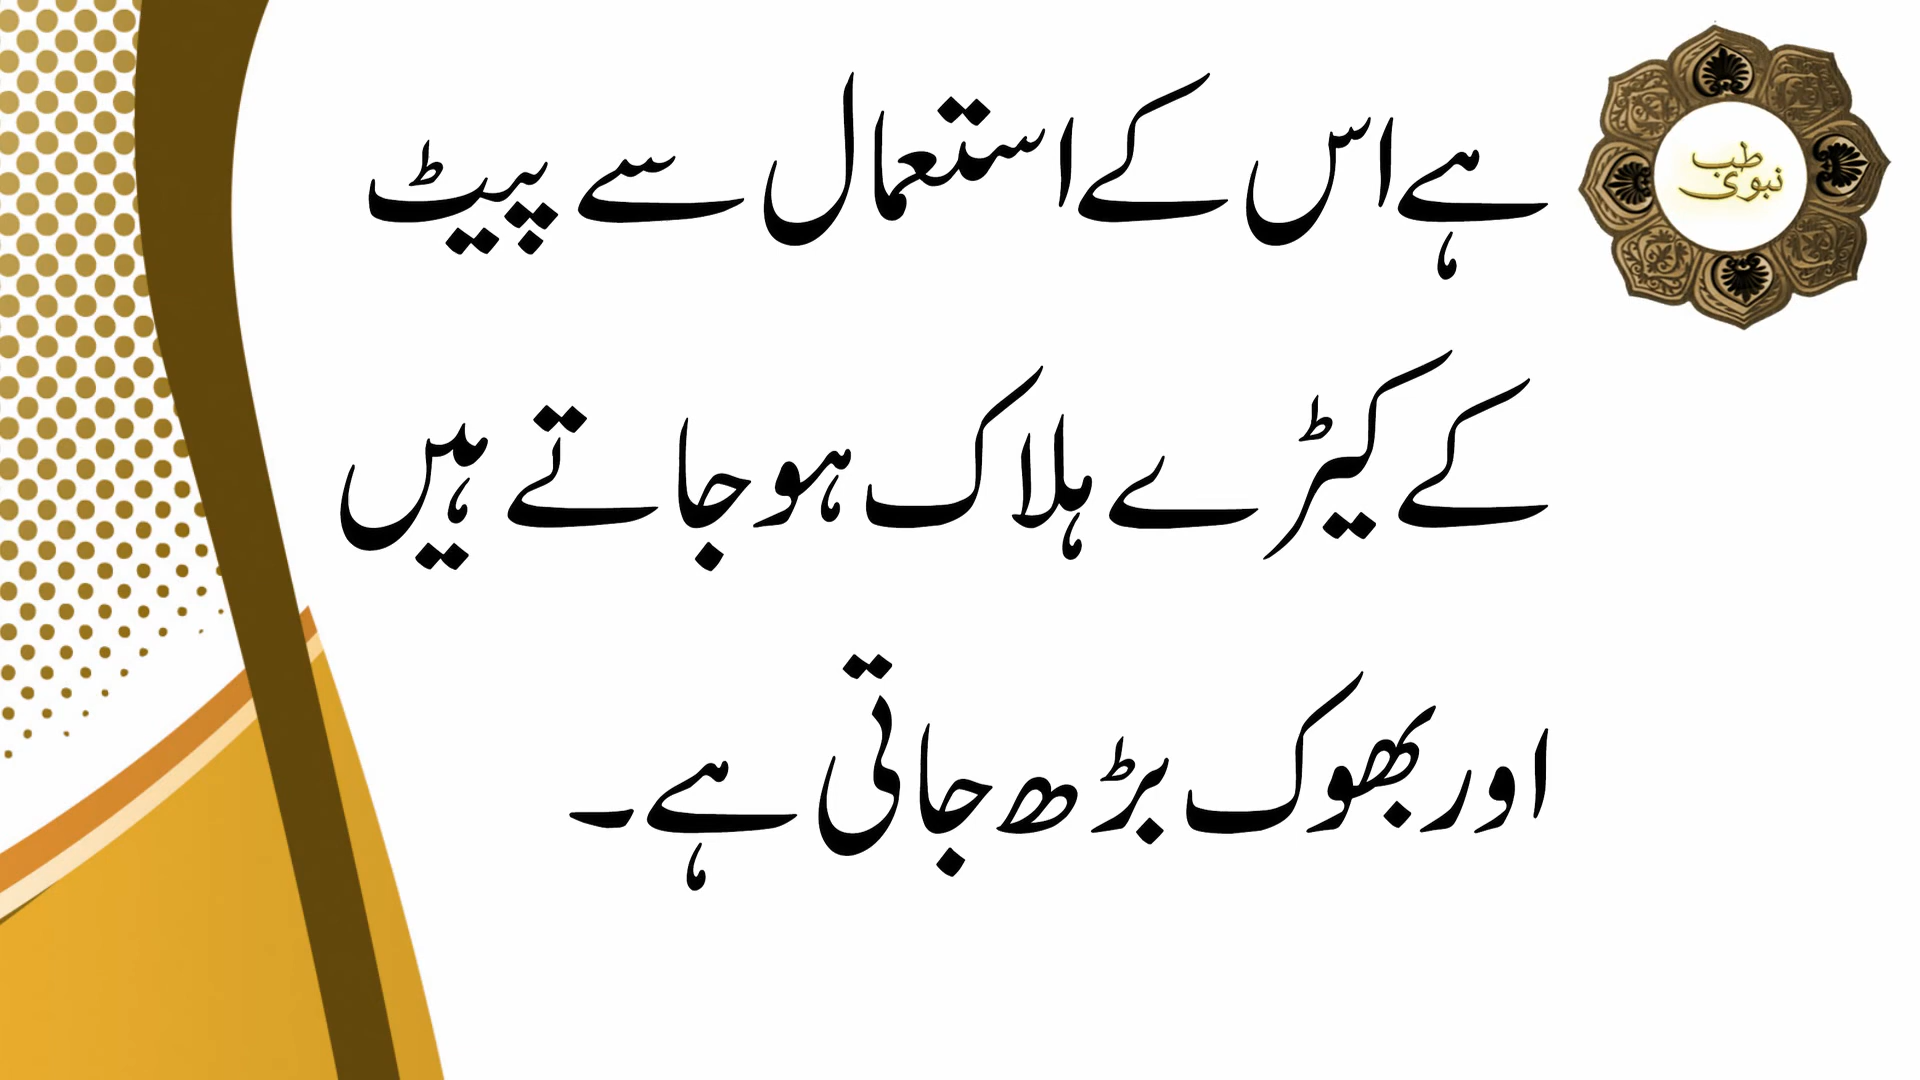 طب
نبوی
ہے اس کے استعمال سے پیٹ
کے کیڑے ہلاک ہو جاتے ہیں
اور بھوک بڑھ جاتی ہے۔